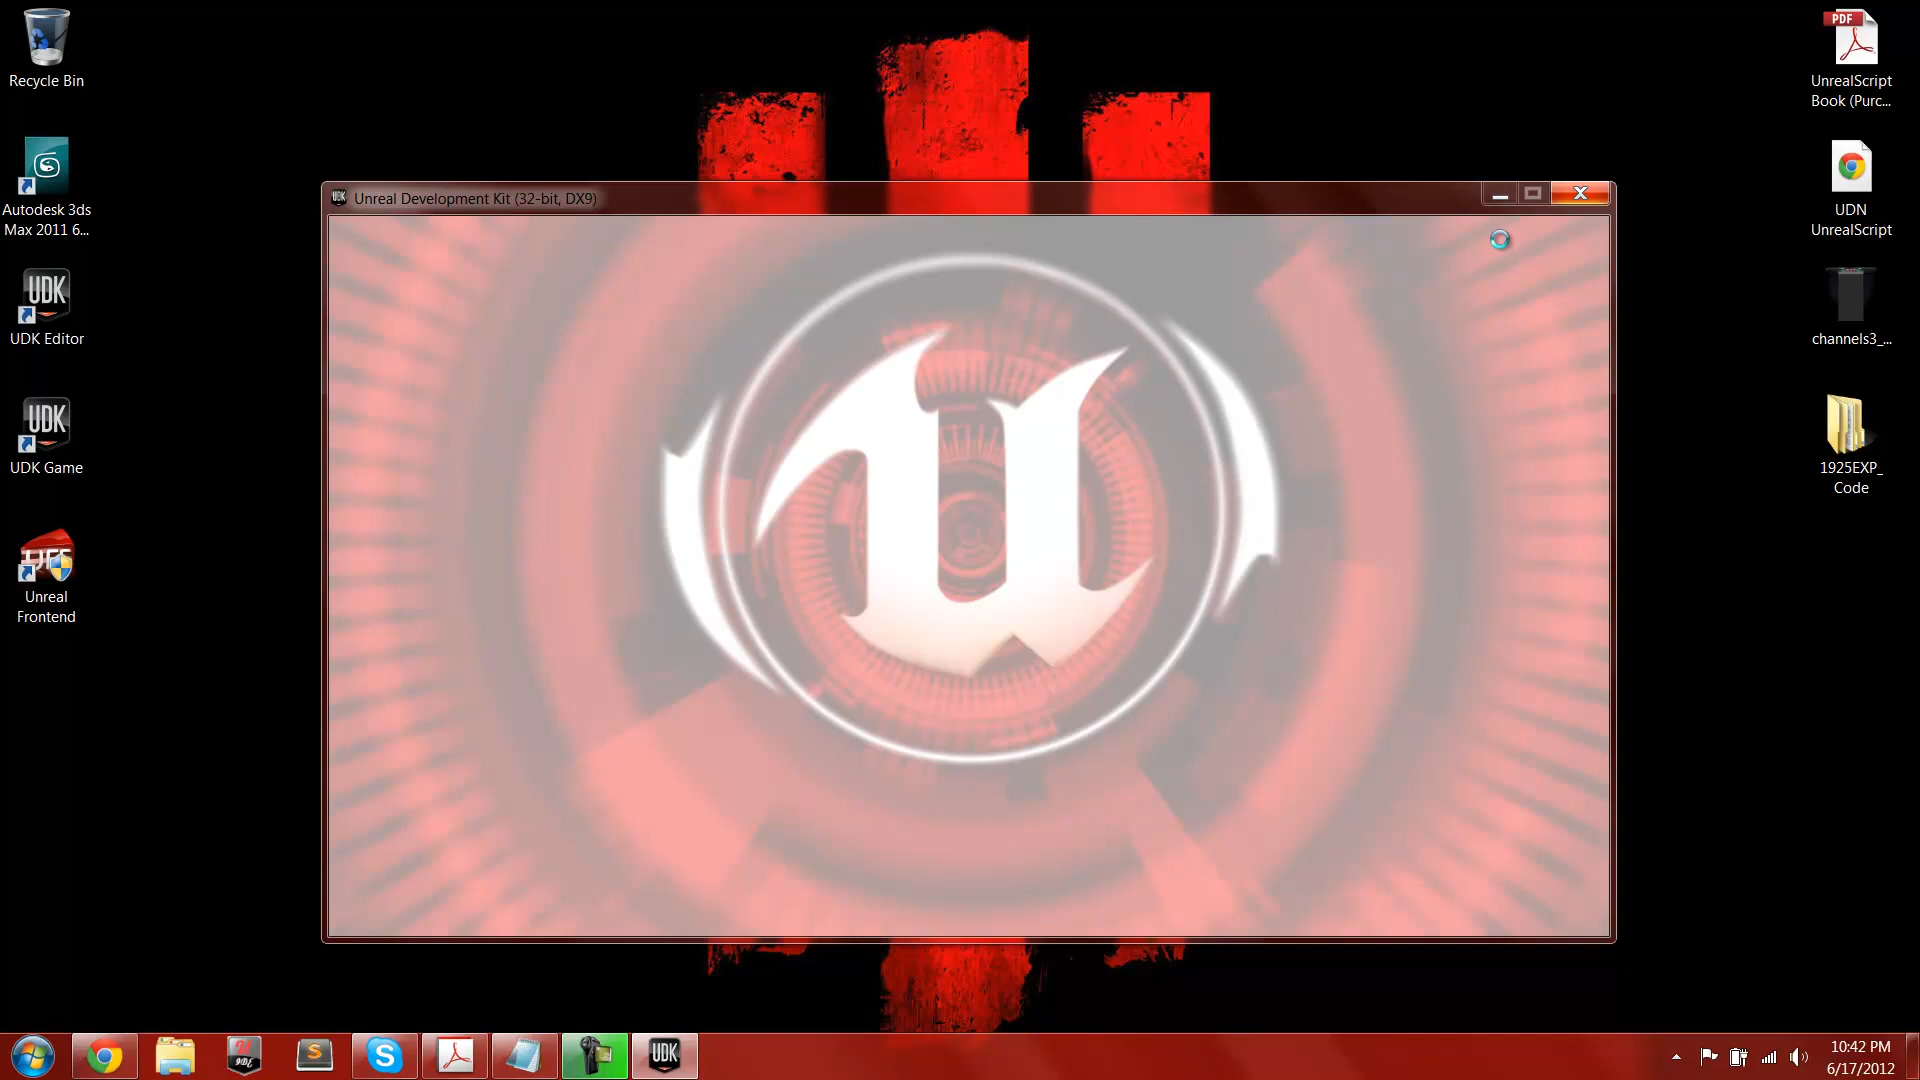 Recycle Bin
Autodesk 3ds
Max 2011 6...
UDK
UDK Editor
UDK
UDK Game
Unreal
Frontend
UDK
Unreal Development Kit (32-bit, DX9)
PDF
UnrealScript
Book (Purc...
UDN
UnrealScript
channels3_...
1925EXP_
Code
UDK
10:42 PM
6/17/2012